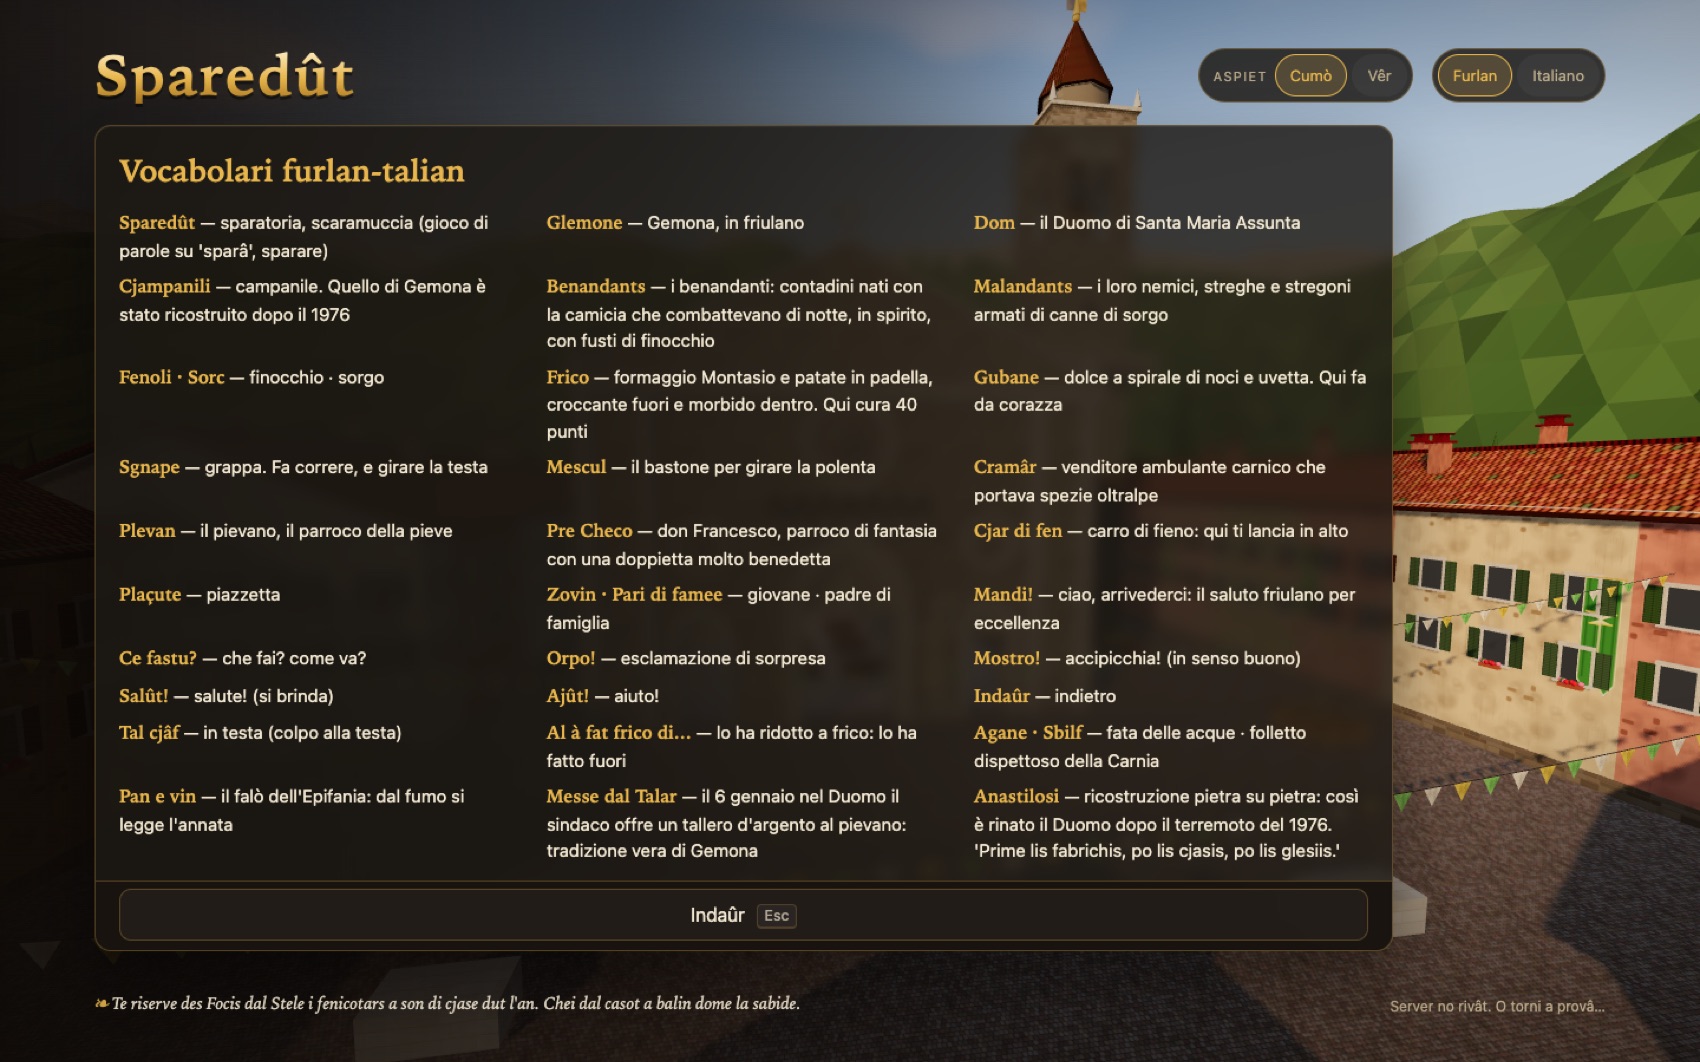 Sparedût
ASPIET Cumò Vêr Furlan Italiano
Vocabolari furlan-talian
Sparedût — sparatoria, scaramuccia (gioco di
parole su 'sparâ', sparare)
Glemone — Gemona, in friulano
Dom — il Duomo di Santa Maria Assunta
Cjampanili — campanile. Quello di Gemona è
stato ricostruito dopo il 1976
Benandants — i benandanti: contadini nati con
la camicia che combattevano di notte, in spirito,
con fusti di finocchio
Malandants — i loro nemici, streghe e stregoni
armati di canne di sorgo
Fenoli · Sorc — finocchio · sorgo
Frico — formaggio Montasio e patate in padella,
croccante fuori e morbido dentro. Qui cura 40
punti
Gubane — dolce a spirale di noci e uvetta. Qui fa
da corazza
Sgnape — grappa. Fa correre, e girare la testa
Mescul — il bastone per girare la polenta
Cramâr — venditore ambulante carnico che
portava spezie oltralpe
Plevan — il pievano, il parroco della pieve
Pre Checo — don Francesco, parroco di fantasia
con una doppietta molto benedetta
Cjar di fen — carro di fieno: qui ti lancia in alto
Plaçute — piazzetta
Zovin · Pari di famee — giovane · padre di
famiglia
Mandi! — ciao, arrivederci: il saluto friulano per
eccellenza
Ce fastu? — che fai? come va?
Orpo! — esclamazione di sorpresa
Mostro! — accipicchia! (in senso buono)
Salût! — salute! (si brinda)
Ajût! — aiuto!
Indaûr — indietro
Tal cjâf — in testa (colpo alla testa)
Al à fat frico di... — lo ha ridotto a frico: lo ha
fatto fuori
Agane · Sbilf — fata delle acque · folletto
dispettoso della Carnia
Pan e vin — il falò dell'Epifania: dal fumo si
legge l'annata
Messe dal Talar — il 6 gennaio nel Duomo il
sindaco offre un tallero d'argento al pievano:
tradizione vera di Gemona
Anastilosi — ricostruzione pietra su pietra: così
è rinato il Duomo dopo il terremoto del 1976.
'Prime lis fabrichis, po lis cjasis, po lis glesiis.'
Indaûr Esc
❧ Te riserve des Focis dal Stele i fenicotars a son di cjase dut l'an. Chei dal casot a balin dome la sabide.
Server no rivât. O torni a provâ...